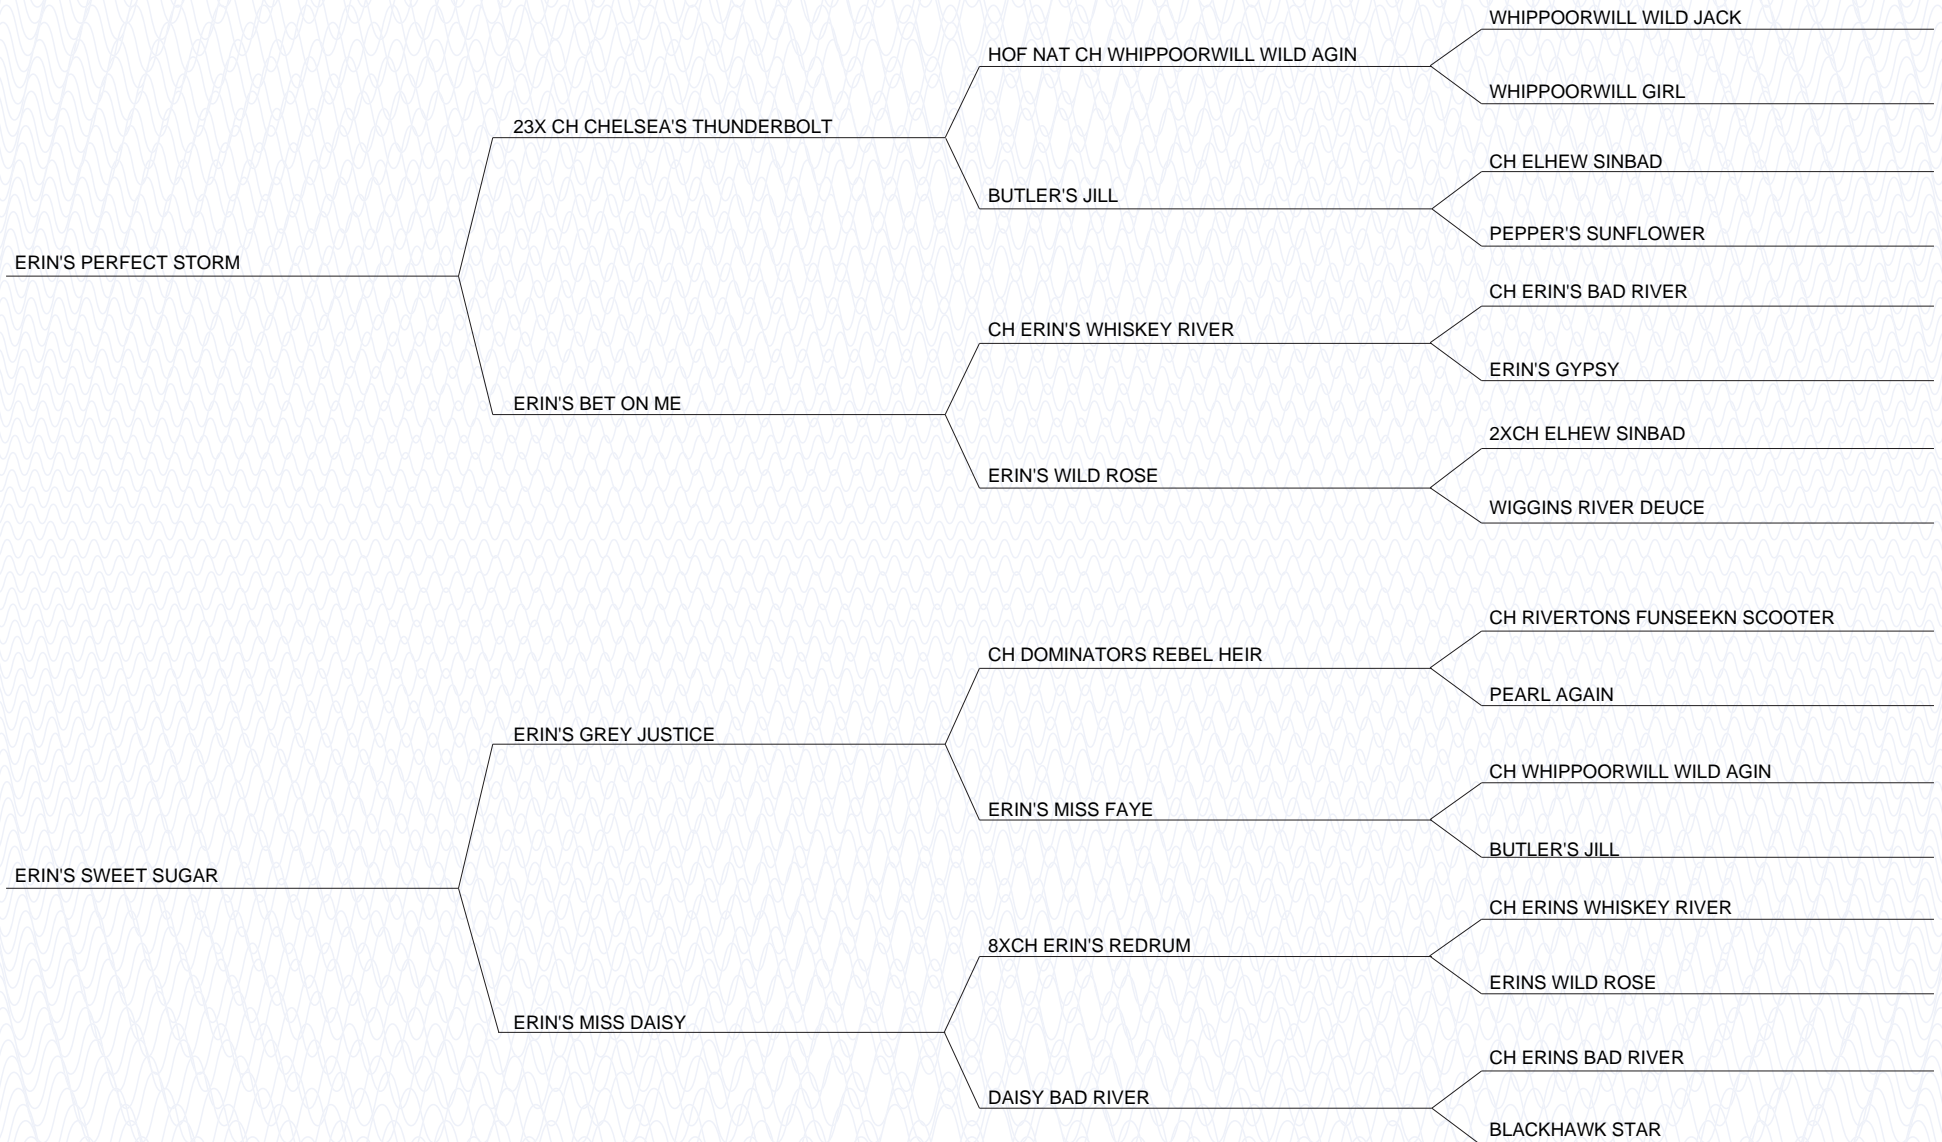 WHIPPOORWILL WILD JACK
HOF NAT CH WHIPPOORWILL WILD AGIN
WHIPPOORWILL GIRL
23X CH CHELSEA'S THUNDERBOLT
CH ELHEW SINBAD
BUTLER'S JILL
PEPPER'S SUNFLOWER
ERIN'S PERFECT STORM
CH ERIN'S BAD RIVER
CH ERIN'S WHISKEY RIVER
ERIN'S GYPSY
ERIN'S BET ON ME
2XCH ELHEW SINBAD
ERIN'S WILD ROSE
WIGGINS RIVER DEUCE
CH RIVERTONS FUNSEEKN SCOOTER
CH DOMINATORS REBEL HEIR
PEARL AGAIN
ERIN'S GREY JUSTICE
CH WHIPPOORWILL WILD AGIN
ERIN'S MISS FAYE
BUTLER'S JILL
ERIN'S SWEET SUGAR
CH ERINS WHISKEY RIVER
8XCH ERIN'S REDRUM
ERINS WILD ROSE
ERIN'S MISS DAISY
CH ERINS BAD RIVER
DAISY BAD RIVER
BLACKHAWK STAR